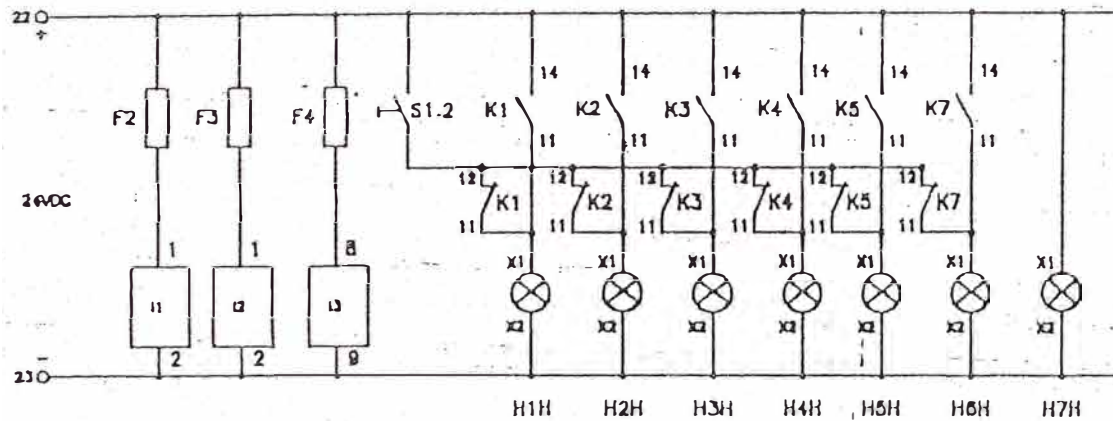 22
+
14 14 14 14 14 14
F2 F3 F4 S1.2 K1 K2 K3 K4 K5 K7
11 11 11 11 11 11
12 12 12 12 12 12
24VDC
K1 K2 K3 K4 K5 K7
11 11 11 11 11 11
1 1 8 X1 X1 X1 X1 X1 X1 X1
I1 I2 I3
X2 X2 X2 X2 X2 X2 X2
2 2 9
-
23
H1H H2H H3H H4H H5H H6H H7H